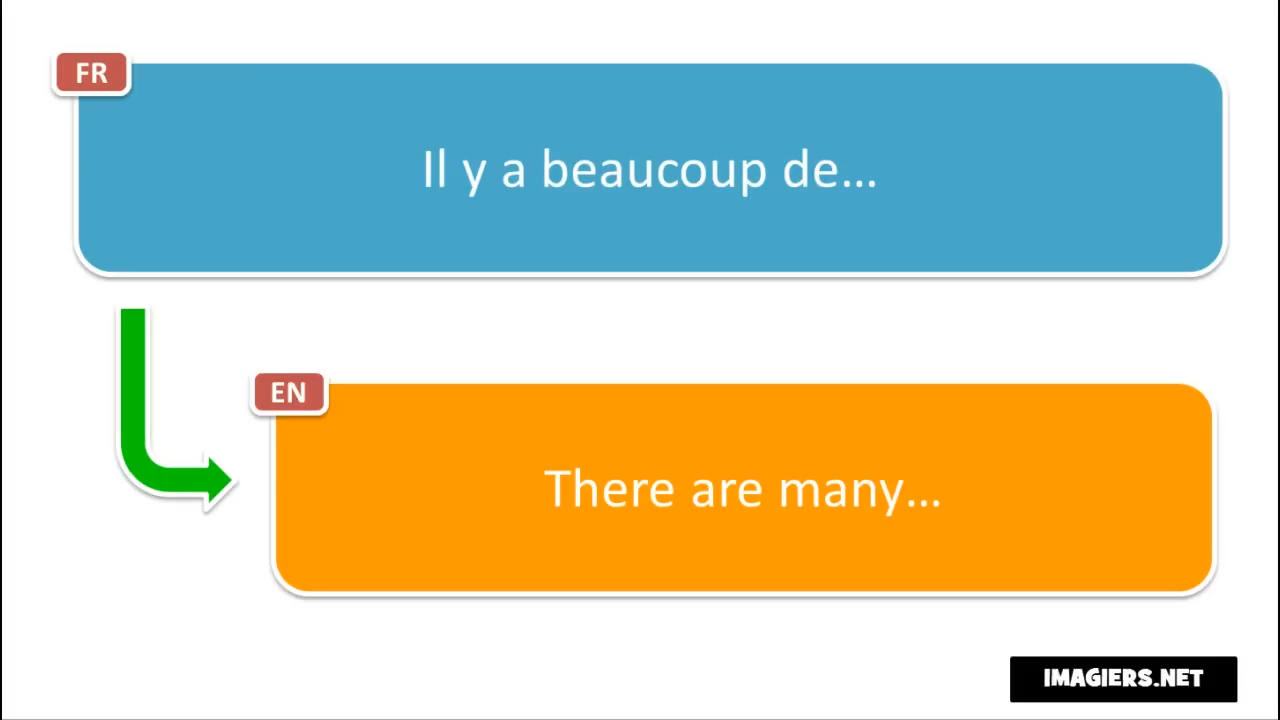 FR
Il y a beaucoup de…
EN
There are many…
IMAGIERS.NET